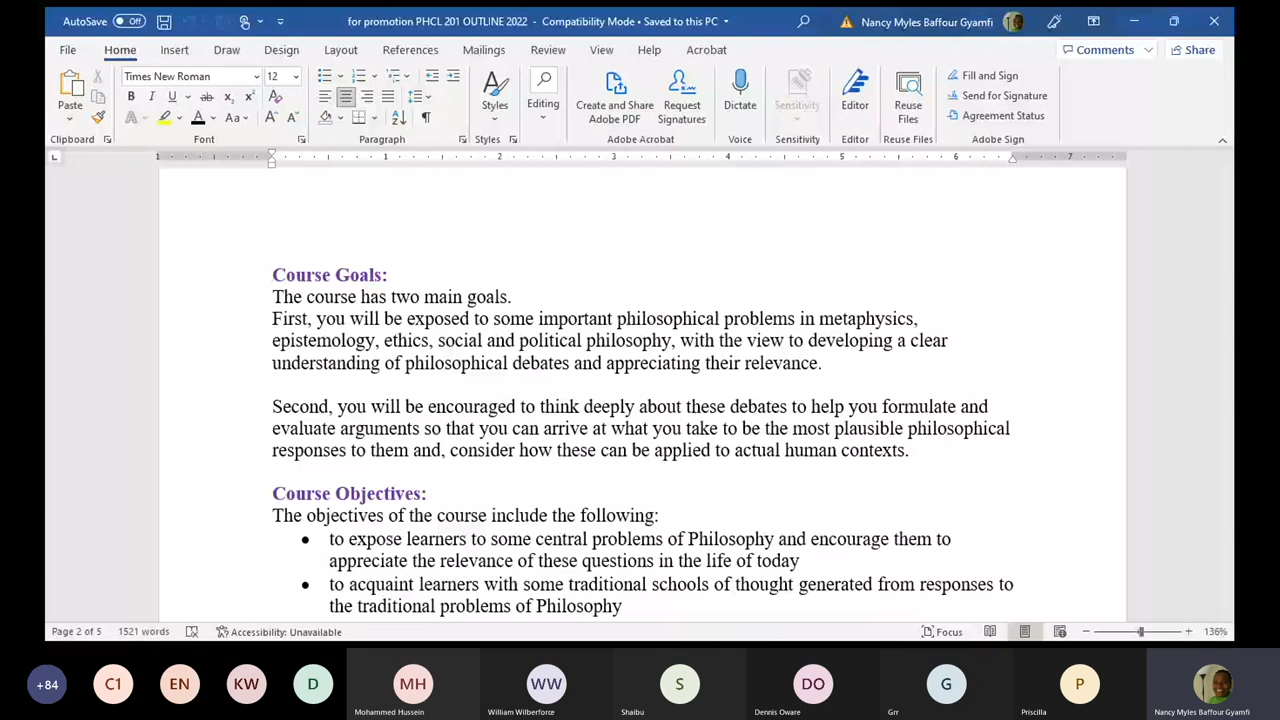 AutoSave Off for promotion PHCL 201 OUTLINE 2022 - Compatibility Mode • Saved to this PC Nancy Myles Baffour Gyamfi
File Home Insert Draw Design Layout References Mailings Review View Help Acrobat Comments Share
Times New Roman 12
Paste Styles Editing Create and Share Adobe PDF Request Signatures Dictate Sensitivity Editor Reuse Files
Fill and Sign
Send for Signature
Agreement Status
Clipboard Font Paragraph Styles Adobe Acrobat Voice Sensitivity Editor Reuse Files Adobe Sign
1 1 2 3 4 5 6 7
Course Goals:
The course has two main goals.
First, you will be exposed to some important philosophical problems in metaphysics,
epistemology, ethics, social and political philosophy, with the view to developing a clear
understanding of philosophical debates and appreciating their relevance.
Second, you will be encouraged to think deeply about these debates to help you formulate and
evaluate arguments so that you can arrive at what you take to be the most plausible philosophical
responses to them and, consider how these can be applied to actual human contexts.
Course Objectives:
The objectives of the course include the following:
• to expose learners to some central problems of Philosophy and encourage them to
appreciate the relevance of these questions in the life of today
• to acquaint learners with some traditional schools of thought generated from responses to
the traditional problems of Philosophy
Page 2 of 5 1521 words Accessibility: Unavailable Focus 136%
+84 C1 EN KW D MH WW S DO G P
Mohammed Hussein William Wilberforce Shaibu Dennis Oware Grr Priscilla Nancy Myles Baffour Gyamfi